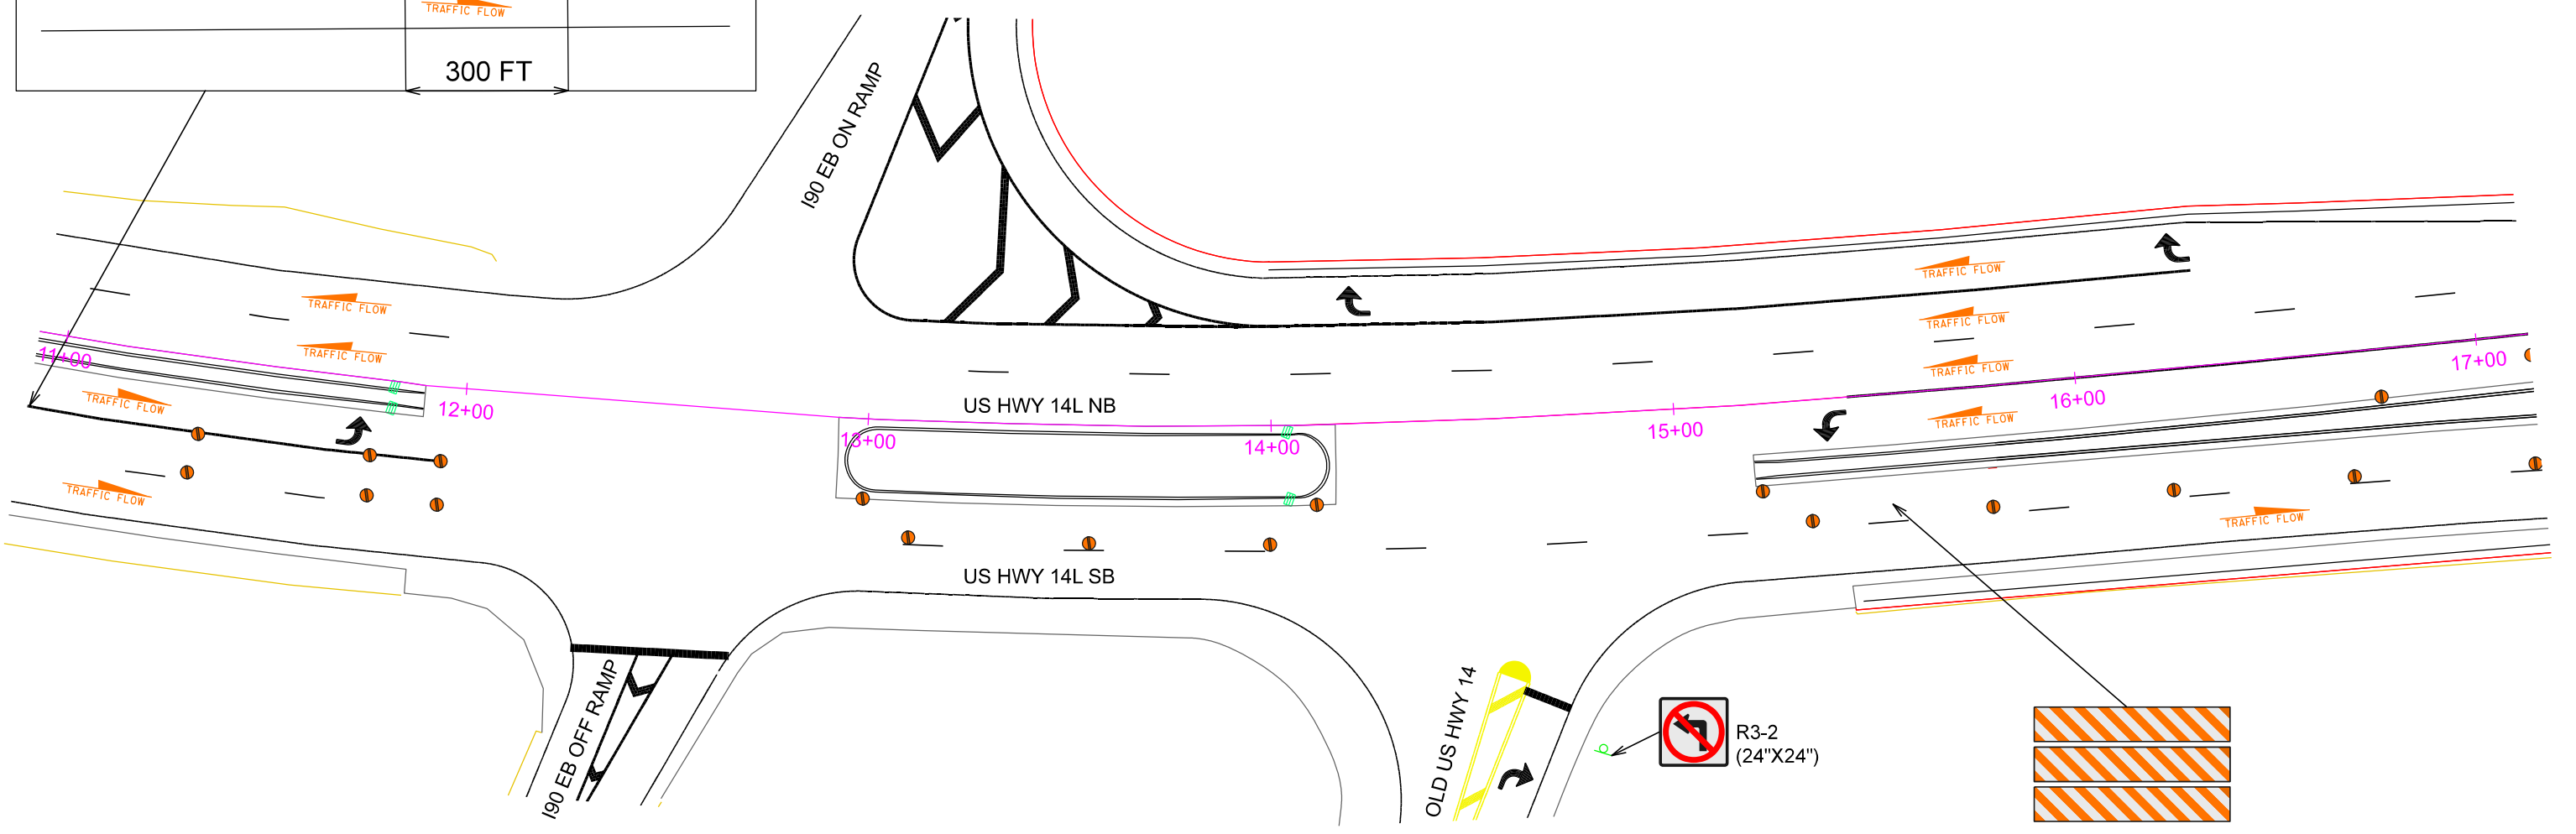 TRAFFIC FLOW
300 FT
I90 EB ON RAMP
TRAFFIC FLOW
TRAFFIC FLOW
TRAFFIC FLOW
TRAFFIC FLOW
TRAFFIC FLOW
TRAFFIC FLOW
11+00
12+00
13+00
14+00
15+00
16+00
17+00
US HWY 14L NB
TRAFFIC FLOW
TRAFFIC FLOW
TRAFFIC FLOW
US HWY 14L SB
I90 EB OFF RAMP
OLD US HWY 14
R3-2
(24"X24")